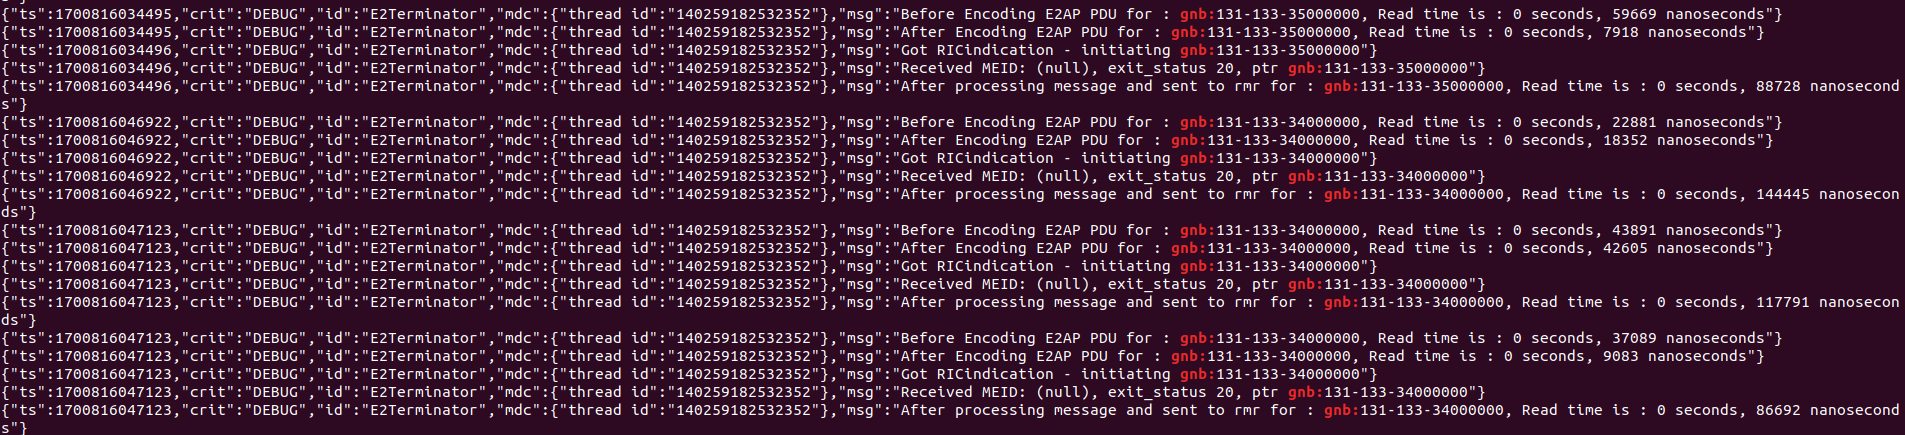 {"ts":1700816034495,"crit":"DEBUG","id":"E2Terminator","mdc":{"thread id":"140259182532352"},"msg":"Before Encoding E2AP PDU for : gnb:131-133-35000000, Read time is : 0 seconds, 59669 nanoseconds"}
{"ts":1700816034495,"crit":"DEBUG","id":"E2Terminator","mdc":{"thread id":"140259182532352"},"msg":"After Encoding E2AP PDU for : gnb:131-133-35000000, Read time is : 0 seconds, 7918 nanoseconds"}
{"ts":1700816034496,"crit":"DEBUG","id":"E2Terminator","mdc":{"thread id":"140259182532352"},"msg":"Got RICindication - initiating gnb:131-133-35000000"}
{"ts":1700816034496,"crit":"DEBUG","id":"E2Terminator","mdc":{"thread id":"140259182532352"},"msg":"Received MEID: (null), exit_status 20, ptr gnb:131-133-35000000"}
{"ts":1700816034496,"crit":"DEBUG","id":"E2Terminator","mdc":{"thread id":"140259182532352"},"msg":"After processing message and sent to rmr for : gnb:131-133-35000000, Read time is : 0 seconds, 88728 nanosecond
s"}
{"ts":1700816046922,"crit":"DEBUG","id":"E2Terminator","mdc":{"thread id":"140259182532352"},"msg":"Before Encoding E2AP PDU for : gnb:131-133-34000000, Read time is : 0 seconds, 22881 nanoseconds"}
{"ts":1700816046922,"crit":"DEBUG","id":"E2Terminator","mdc":{"thread id":"140259182532352"},"msg":"After Encoding E2AP PDU for : gnb:131-133-34000000, Read time is : 0 seconds, 18352 nanoseconds"}
{"ts":1700816046922,"crit":"DEBUG","id":"E2Terminator","mdc":{"thread id":"140259182532352"},"msg":"Got RICindication - initiating gnb:131-133-34000000"}
{"ts":1700816046922,"crit":"DEBUG","id":"E2Terminator","mdc":{"thread id":"140259182532352"},"msg":"Received MEID: (null), exit_status 20, ptr gnb:131-133-34000000"}
{"ts":1700816046922,"crit":"DEBUG","id":"E2Terminator","mdc":{"thread id":"140259182532352"},"msg":"After processing message and sent to rmr for : gnb:131-133-34000000, Read time is : 0 seconds, 144445 nanosecon
ds"}
{"ts":1700816047123,"crit":"DEBUG","id":"E2Terminator","mdc":{"thread id":"140259182532352"},"msg":"Before Encoding E2AP PDU for : gnb:131-133-34000000, Read time is : 0 seconds, 43891 nanoseconds"}
{"ts":1700816047123,"crit":"DEBUG","id":"E2Terminator","mdc":{"thread id":"140259182532352"},"msg":"After Encoding E2AP PDU for : gnb:131-133-34000000, Read time is : 0 seconds, 42605 nanoseconds"}
{"ts":1700816047123,"crit":"DEBUG","id":"E2Terminator","mdc":{"thread id":"140259182532352"},"msg":"Got RICindication - initiating gnb:131-133-34000000"}
{"ts":1700816047123,"crit":"DEBUG","id":"E2Terminator","mdc":{"thread id":"140259182532352"},"msg":"Received MEID: (null), exit_status 20, ptr gnb:131-133-34000000"}
{"ts":1700816047123,"crit":"DEBUG","id":"E2Terminator","mdc":{"thread id":"140259182532352"},"msg":"After processing message and sent to rmr for : gnb:131-133-34000000, Read time is : 0 seconds, 117791 nanosecon
ds"}
{"ts":1700816047123,"crit":"DEBUG","id":"E2Terminator","mdc":{"thread id":"140259182532352"},"msg":"Before Encoding E2AP PDU for : gnb:131-133-34000000, Read time is : 0 seconds, 37089 nanoseconds"}
{"ts":1700816047123,"crit":"DEBUG","id":"E2Terminator","mdc":{"thread id":"140259182532352"},"msg":"After Encoding E2AP PDU for : gnb:131-133-34000000, Read time is : 0 seconds, 9083 nanoseconds"}
{"ts":1700816047123,"crit":"DEBUG","id":"E2Terminator","mdc":{"thread id":"140259182532352"},"msg":"Got RICindication - initiating gnb:131-133-34000000"}
{"ts":1700816047123,"crit":"DEBUG","id":"E2Terminator","mdc":{"thread id":"140259182532352"},"msg":"Received MEID: (null), exit_status 20, ptr gnb:131-133-34000000"}
{"ts":1700816047123,"crit":"DEBUG","id":"E2Terminator","mdc":{"thread id":"140259182532352"},"msg":"After processing message and sent to rmr for : gnb:131-133-34000000, Read time is : 0 seconds, 86692 nanosecond
s"}